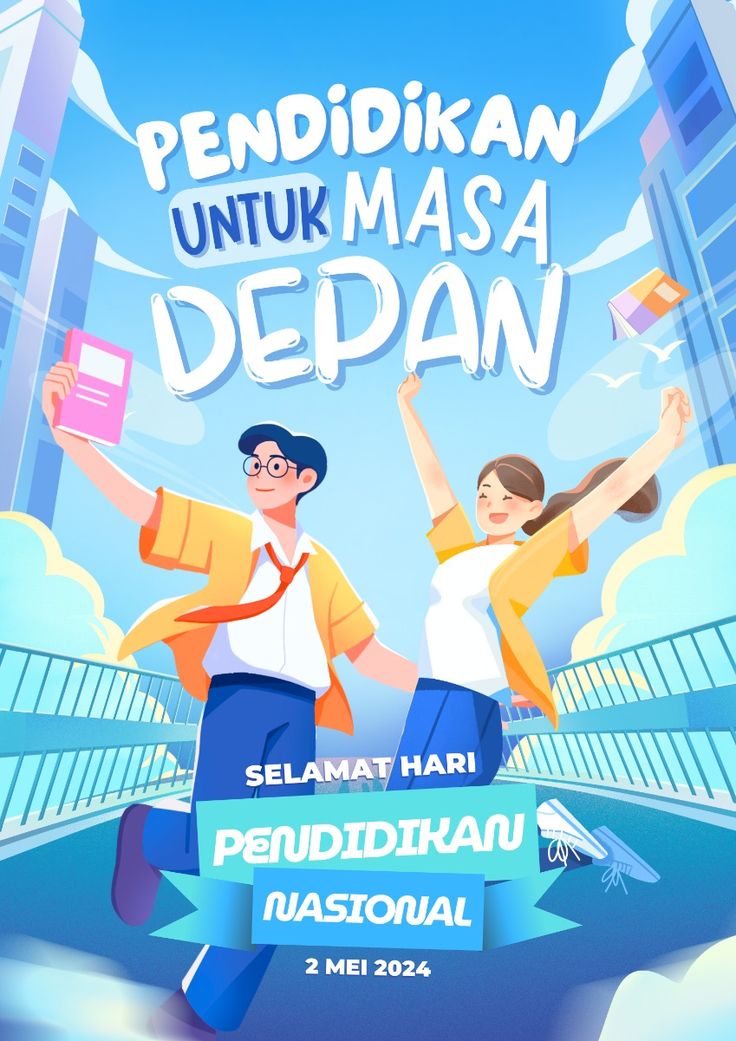 PENDiDiKAN
UNTUK MASA
DEPAN
SELAMAT HARI
PENDIDIKAN
NASIONAL
2 MEI 2024